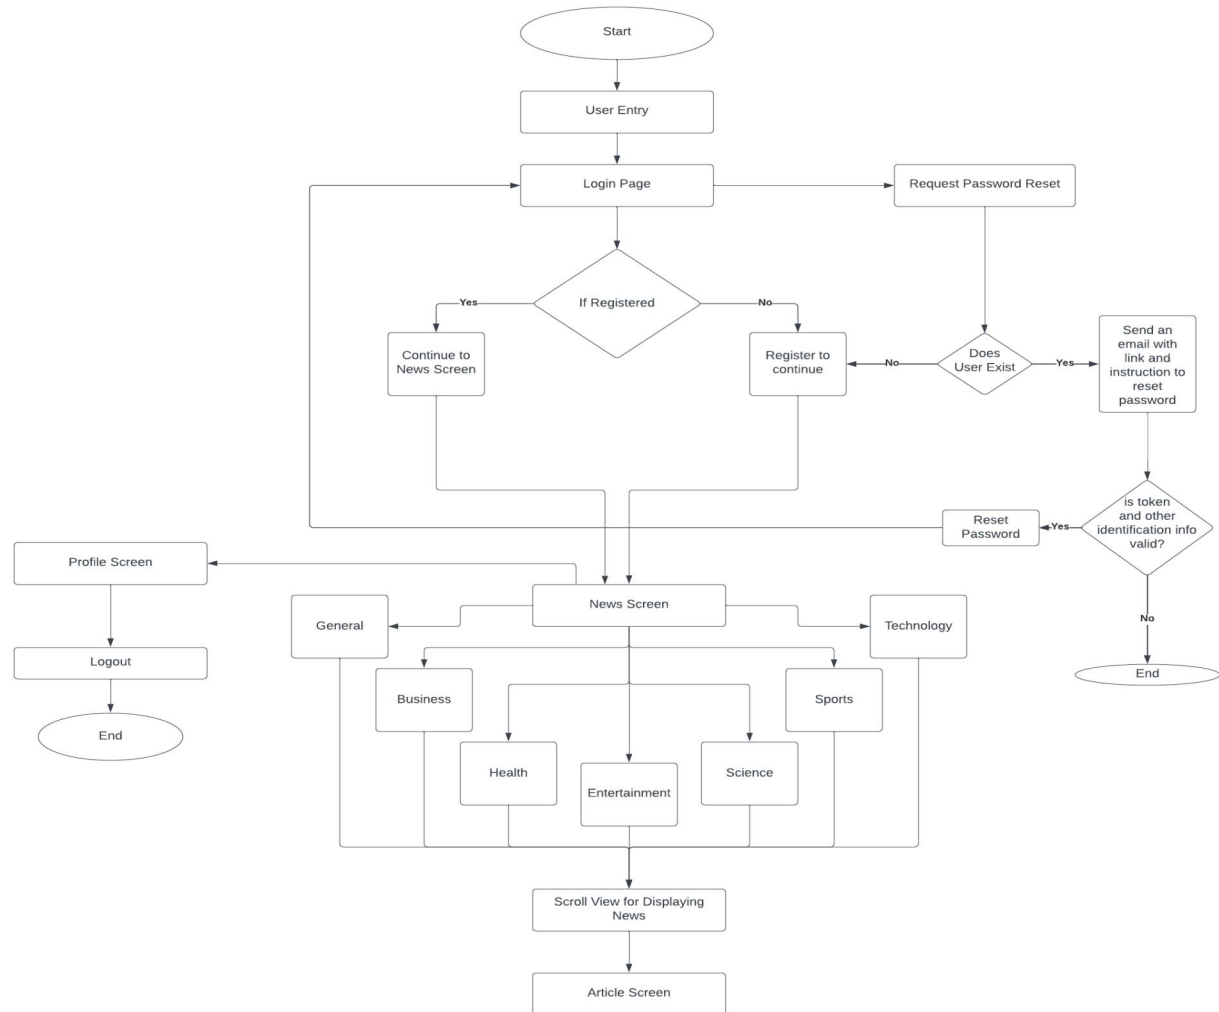 Start
User Entry
Login Page
Request Password Reset
If Registered
Yes
No
Continue to
News Screen
Register to
continue
No
Does
User Exist
Yes
Send an
email with
link and
instruction to
reset
password
is token
and other
identification info
valid?
Yes
Reset
Password
No
End
Profile Screen
Logout
End
News Screen
General
Technology
Business
Sports
Health
Entertainment
Science
Scroll View for Displaying
News
Article Screen